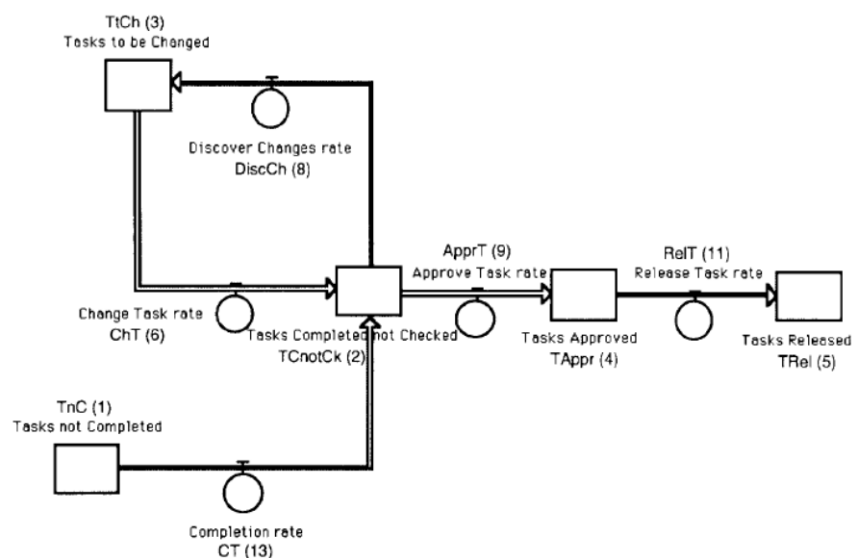 TtCh (3)
Tasks to be Changed
Discover Changes rate
DiscCh (8)
ApprT (9)
Approve Task rate
RelT (11)
Release Task rate
Change Task rate
ChT (6)
Tasks Completed not Checked
TCnotCk (2)
Tasks Approved
TAppr (4)
Tasks Released
TRel (5)
TnC (1)
Tasks not Completed
Completion rate
CT (13)